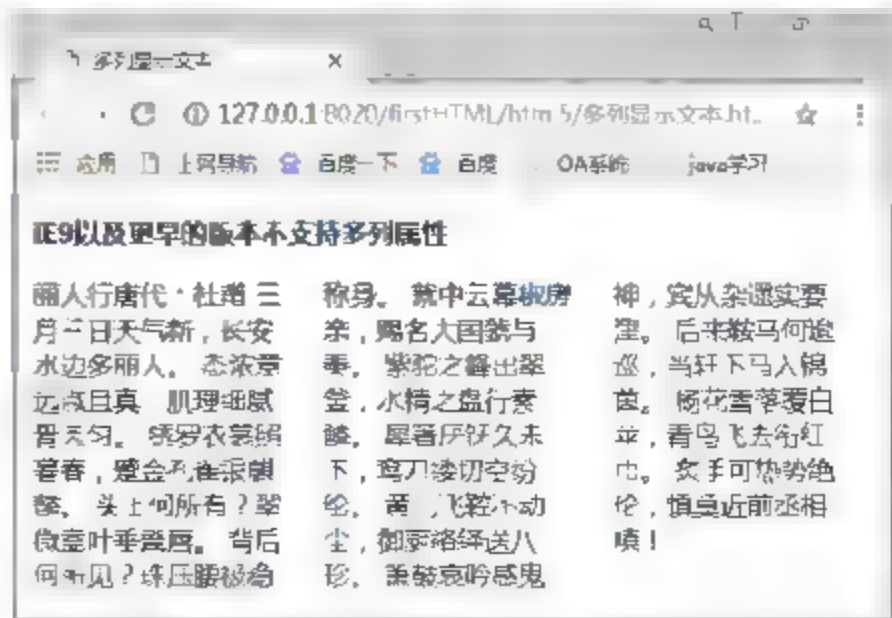 多列显示文本
127.0.0.1:8020/firstHTML/html5/多列显示文本.ht
应用 上网导航 百度一下 百度 OA系统 java学习
IE9以及更早的版本不支持多列属性
丽人行唐代·杜甫 三
月三日天气新，长安
水边多丽人。 态浓意
远淑且真 肌理细腻
骨肉匀。 绣罗衣裳照
暮春，蹙金孔雀银麒
麟。 头上何所有？翠
微叶垂鬓唇。 背后
何所见？珠压腰衱稳
称身。 就中云幕椒房
亲，赐名大国虢与
秦。 紫驼之峰出翠
釜，水精之盘行素
鳞。 犀箸厌饫久未
下，鸾刀缕切空纷
纶。 黄飞鞚不动
尘，御厨络绎送八
珍。 箫鼓哀吟感鬼
神，宾从杂遝实要
津。 后来鞍马何逡
巡，当轩下马入锦
茵。 杨花雪落覆白
苹，青鸟飞去衔红
巾。 炙手可热势绝
伦，慎莫近前丞相
嗔！